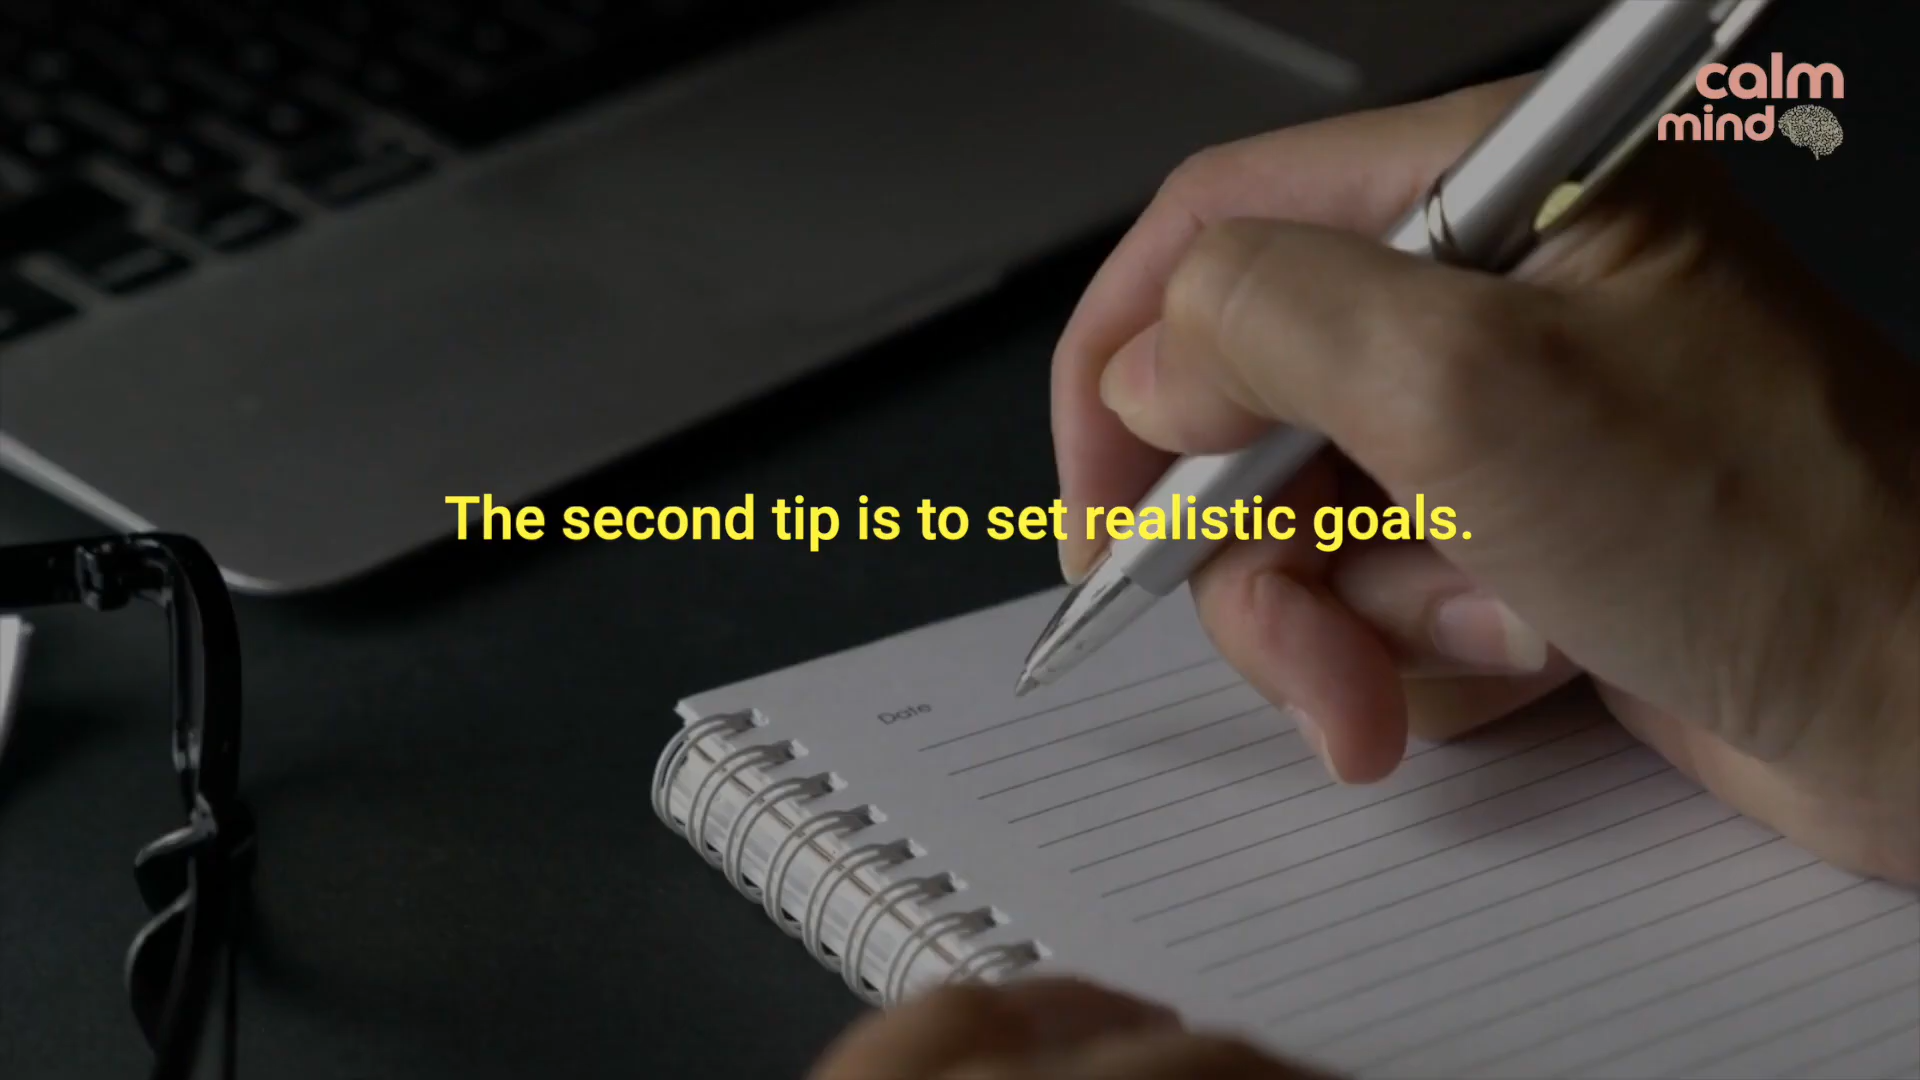 calm
mind
The second tip is to set realistic goals.
Date